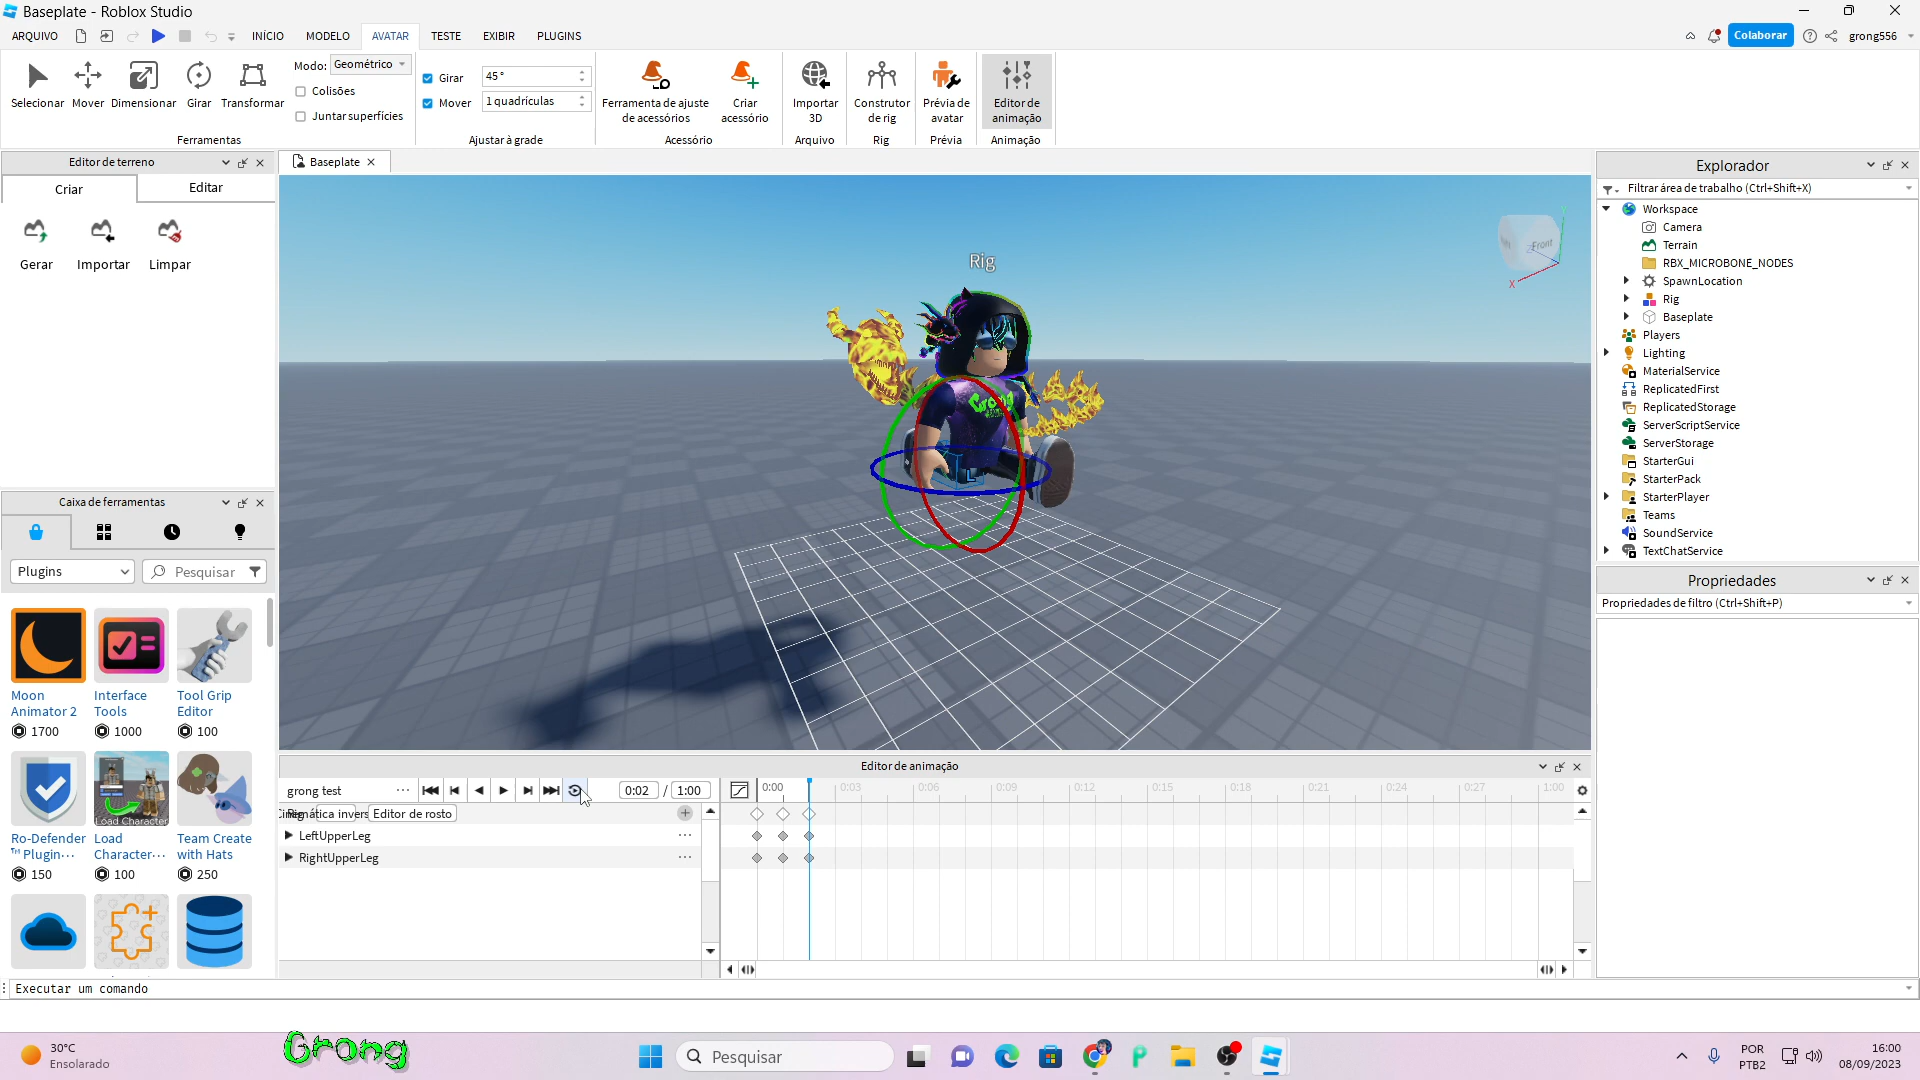 Baseplate - Roblox Studio
ARQUIVO
INÍCIO MODELO AVATAR TESTE EXIBIR PLUGINS
Colaborar grong556
Selecionar Mover Dimensionar Girar Transformar
Modo: Geométrico
Colisões
Juntar superfícies
Ferramentas
Girar 45°
Mover 1 quadrículas
Ajustar à grade
Ferramenta de ajuste
de acessórios
Criar
acessório
Acessório
Importar
3D
Arquivo
Construtor
de rig
Rig
Prévia de
avatar
Prévia
Editor de
animação
Animação
Editor de terreno
Criar Editar
Gerar Importar Limpar
Baseplate
Rig
Front
X
L
Grong
Explorador
Filtrar área de trabalho (Ctrl+Shift+X)
Workspace
Camera
Terrain
RBX_MICROBONE_NODES
SpawnLocation
Rig
Baseplate
Players
Lighting
MaterialService
ReplicatedFirst
ReplicatedStorage
ServerScriptService
ServerStorage
StarterGui
StarterPack
StarterPlayer
Teams
SoundService
TextChatService
Propriedades
Propriedades de filtro (Ctrl+Shift+P)
Caixa de ferramentas
Plugins Pesquisar
Moon
Animator 2
1700
Interface
Tools
1000
Tool Grip
Editor
100
Load Character
Ro-Defender
™ Plugin...
150
Load
Character...
100
Team Create
with Hats
250
Editor de animação
grong test 0:02 / 1:00
0:00 0:03 0:06 0:09 0:12 0:15 0:18 0:21 0:24 0:27 1:00
Editor de rosto
LeftUpperLeg
RightUpperLeg
Executar um comando
30°C
Ensolarado
Grong
Pesquisar
POR
PTB2
16:00
08/09/2023